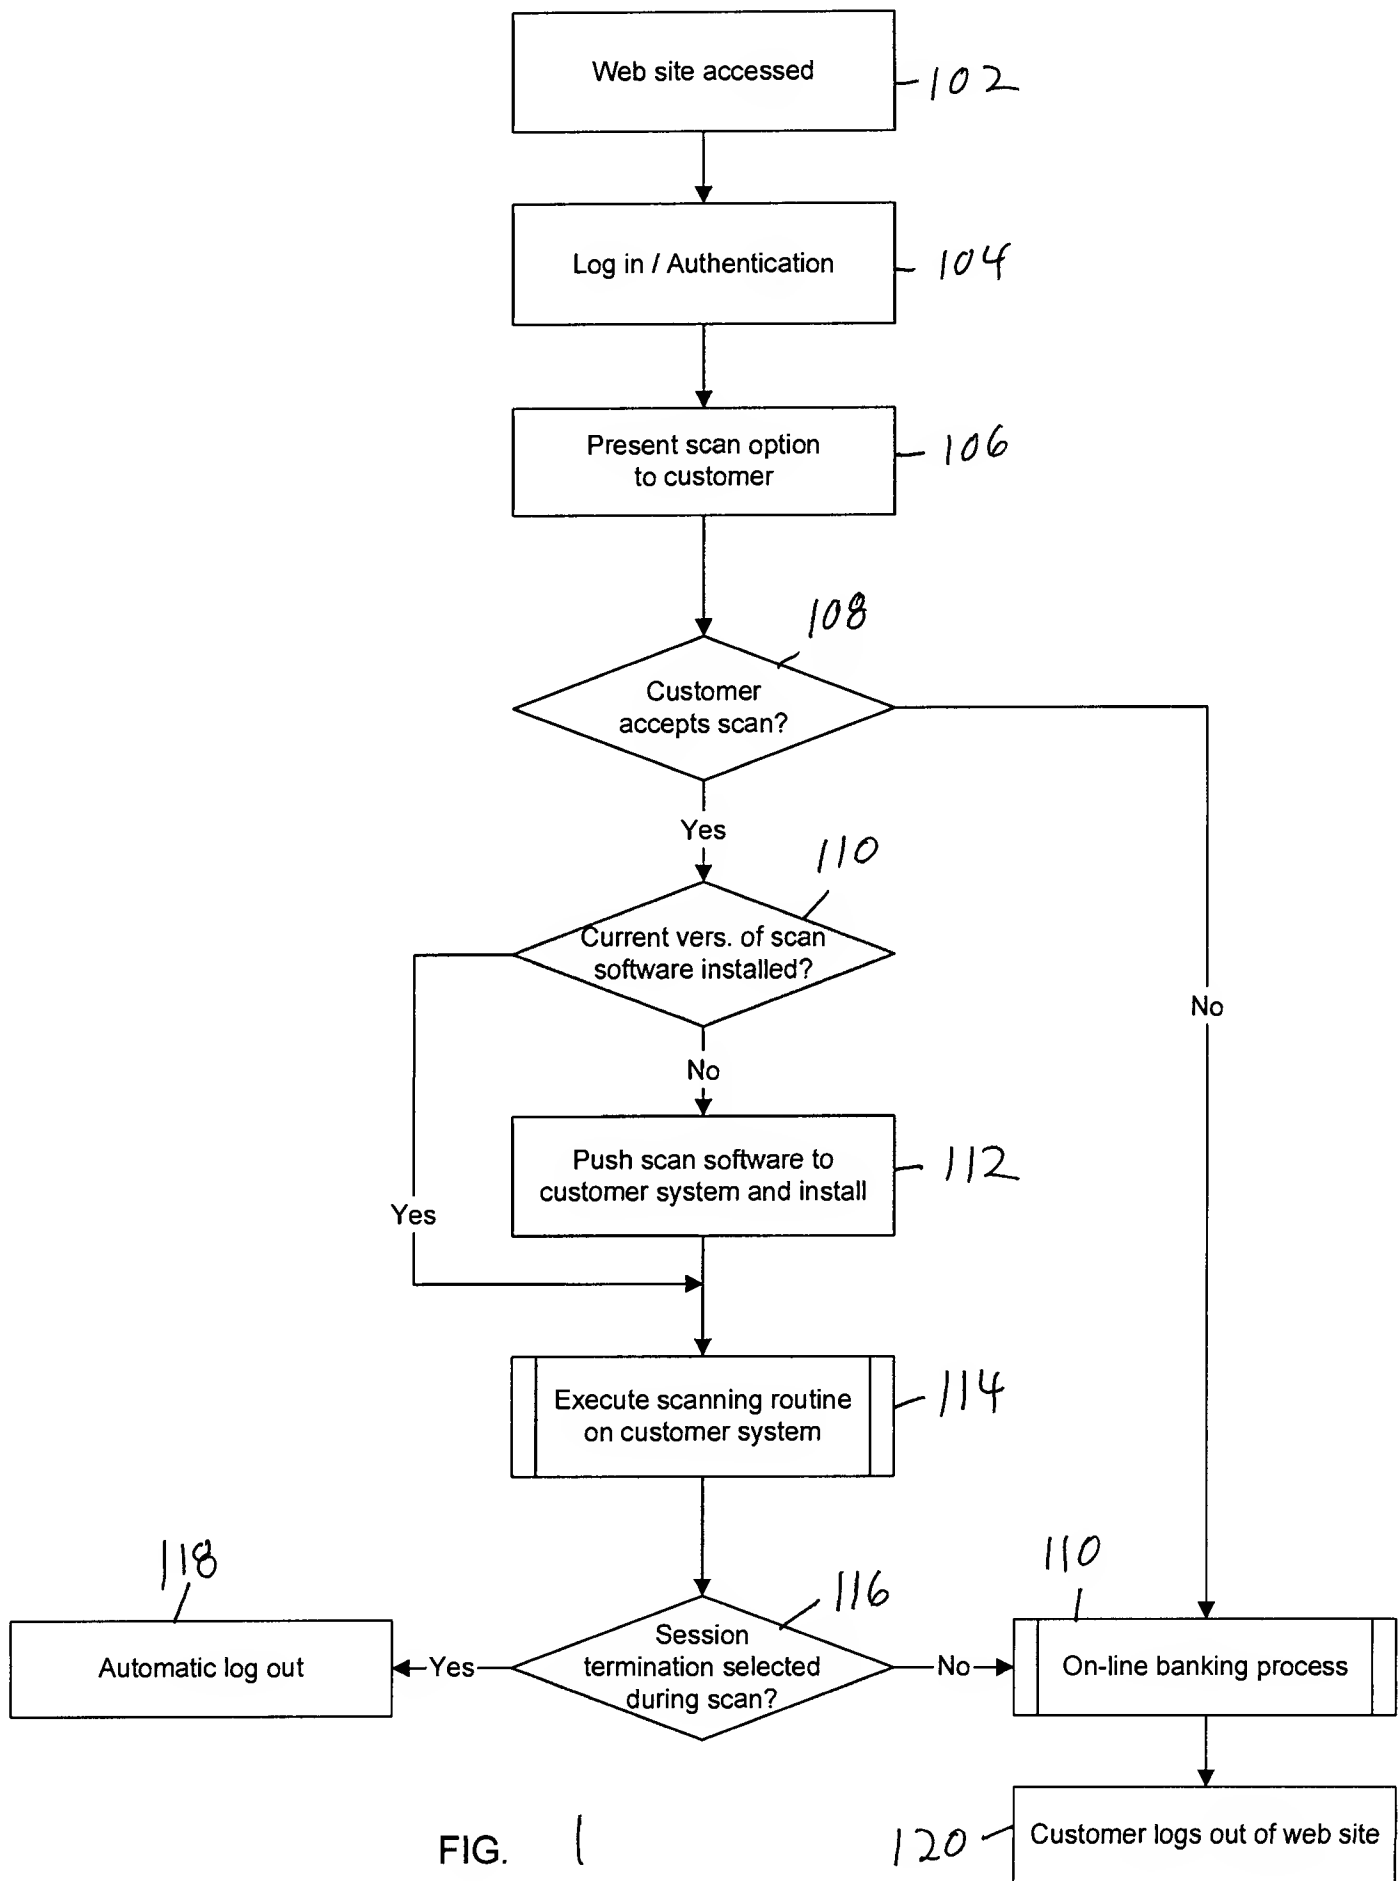 Web site accessed
102
Log in / Authentication
104
Present scan option
to customer
106
108
Customer
accepts scan?
Yes
110
Current vers. of scan
software installed?
No
No
Push scan software to
customer system and install
112
Yes
Execute scanning routine
on customer system
114
118
116
110
Session
termination selected
during scan?
Automatic log out
Yes
No
On-line banking process
Customer logs out of web site
120
FIG. 1